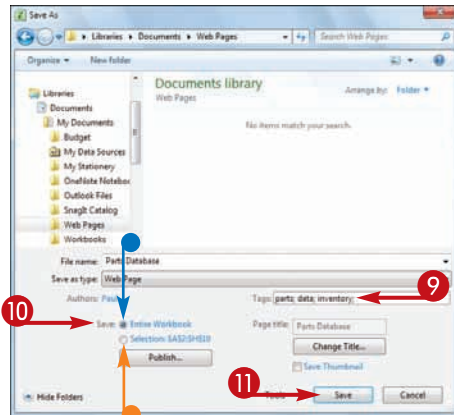 Save As
Libraries ▸ Documents ▸ Web Pages
Search Web Pages
Organize
New folder
Libraries
Documents
My Documents
Budget
My Data Sources
My Stationery
OneNote Notebook
Outlook Files
SnagIt Catalog
Web Pages
Workbooks
Documents library
Web Pages
Arrange by: Folder
No items match your search.
File name: Parts Database
Save as type: Web Page
Authors: Paul
Tags: parts; data; inventory;
9
10
Save: Entire Workbook
Selection: $A$2:$H$10
Publish...
Page title: Parts Database
Change Title...
Save Thumbnail
11
Hide Folders
Tools
Save
Cancel